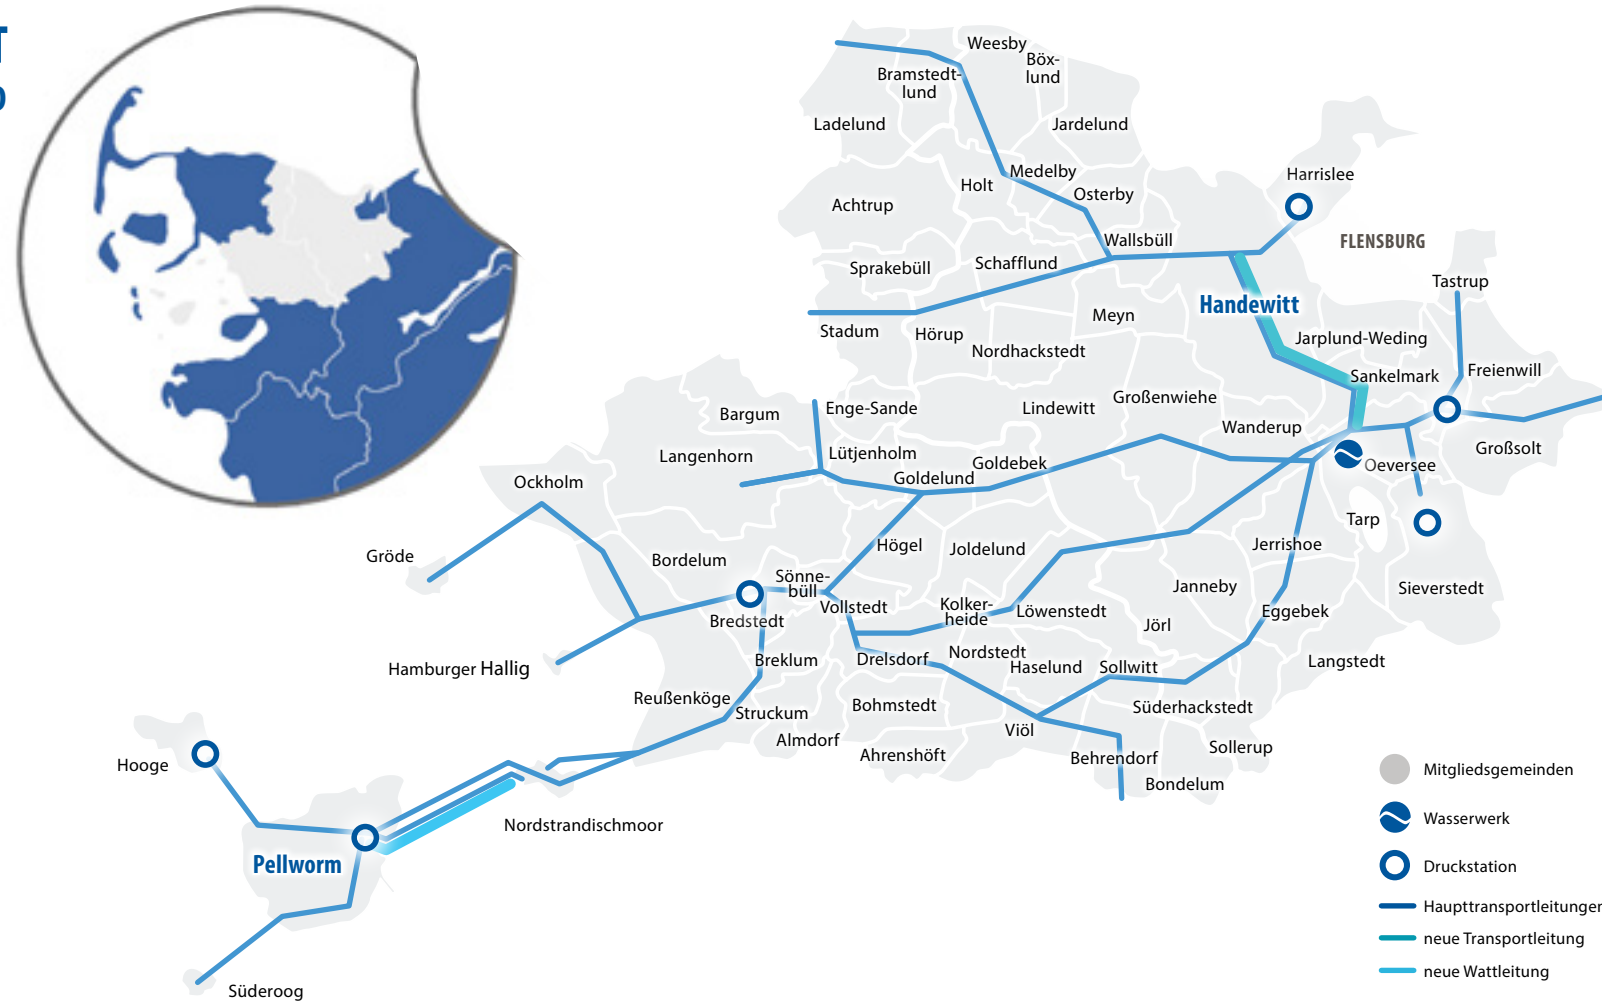 Weesby
Böx-
lund
Bramstedt-
lund
Ladelund
Jardelund
Medelby
Holt
Osterby
Achtrup
Harrislee
Wallsbüll
FLENSBURG
Schafflund
Sprakebüll
Tastrup
Handewitt
Meyn
Stadum
Hörup
Jarplund-Weding
Nordhackstedt
Freienwill
Sankelmark
Großenwiehe
Enge-Sande
Lindewitt
Bargum
Wanderup
Großsolt
Lütjenholm
Langenhorn
Goldebek
Oeversee
Goldelund
Ockholm
Tarp
Högel
Joldelund
Jerrishoe
Gröde
Bordelum
Sönne-
büll
Janneby
Sieverstedt
Vollstedt
Kolker-
heide
Löwenstedt
Eggebek
Bredstedt
Jörl
Nordstedt
Breklum
Drelsdorf
Haselund
Sollwitt
Langstedt
Hamburger Hallig
Reußenköge
Bohmstedt
Süderhackstedt
Struckum
Viöl
Almdorf
Sollerup
Ahrenshöft
Behrendorf
Hooge
Bondelum
Nordstrandischmoor
Pellworm
Süderoog
Mitgliedsgemeinden
Wasserwerk
Druckstation
Haupttransportleitungen
neue Transportleitung
neue Wattleitung